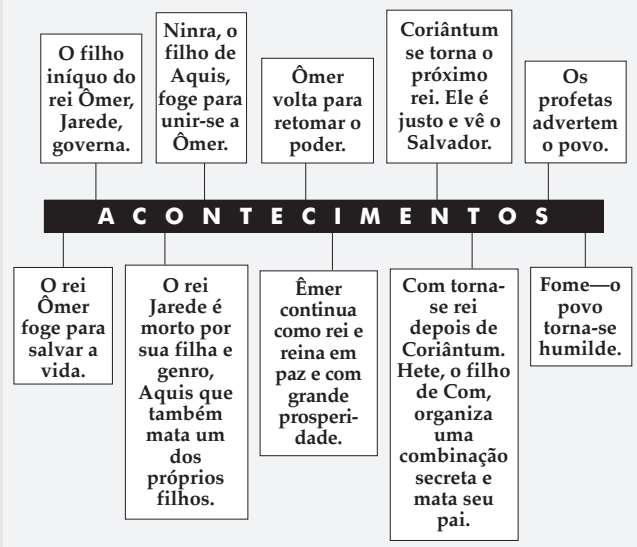 O filho
iníquo do
rei Ômer,
Jarede,
governa.
Ninra, o
filho de
Aquis,
foge para
unir-se a
Ômer.
Ômer
volta para
retomar o
poder.
Coriântum
se torna o
próximo
rei. Ele é
justo e vê o
Salvador.
Os
profetas
advertem
o povo.
ACONTECIMENTOS
O rei
Ômer
foge para
salvar a
vida.
O rei
Jarede é
morto por
sua filha e
genro,
Aquis que
também
mata um
dos
próprios
filhos.
Êmer
continua
como rei e
reina em
paz e com
grande
prosperi-
dade.
Com torna-
se rei
depois de
Coriântum.
Hete, o filho
de Com,
organiza
uma
combinação
secreta e
mata seu
pai.
Fome—o
povo
torna-se
humilde.